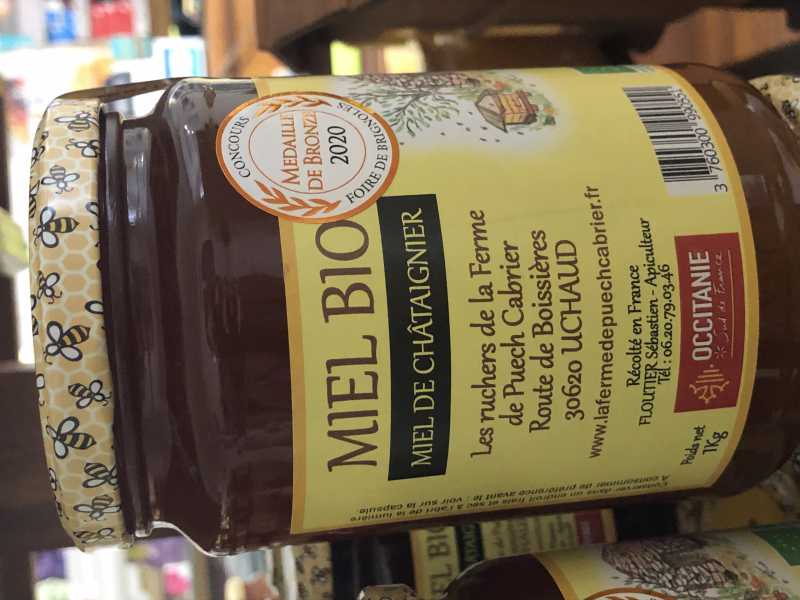 CONCOURS
MEDAILLE
DE BRONZE
2020
FOIRE DE BRIGNOLES
MIEL BIO
MIEL DE CHÂTAIGNIER
Les ruchers de la Ferme
de Puech Cabrier
Route de Boissières
30620 UCHAUD
www.lafermedepuechcabrier.fr
Récolté en France
FLOUTIER Sébastien - Apiculteur
Tél : 06.20.79.03.46
OCCITANIE
Sud de France
Poids net
1Kg
à l'abri de la lumière
Conserver dans un endroit frais et sec
A consommer de préférence avant le : voir sur la capsule
MIEL BIO